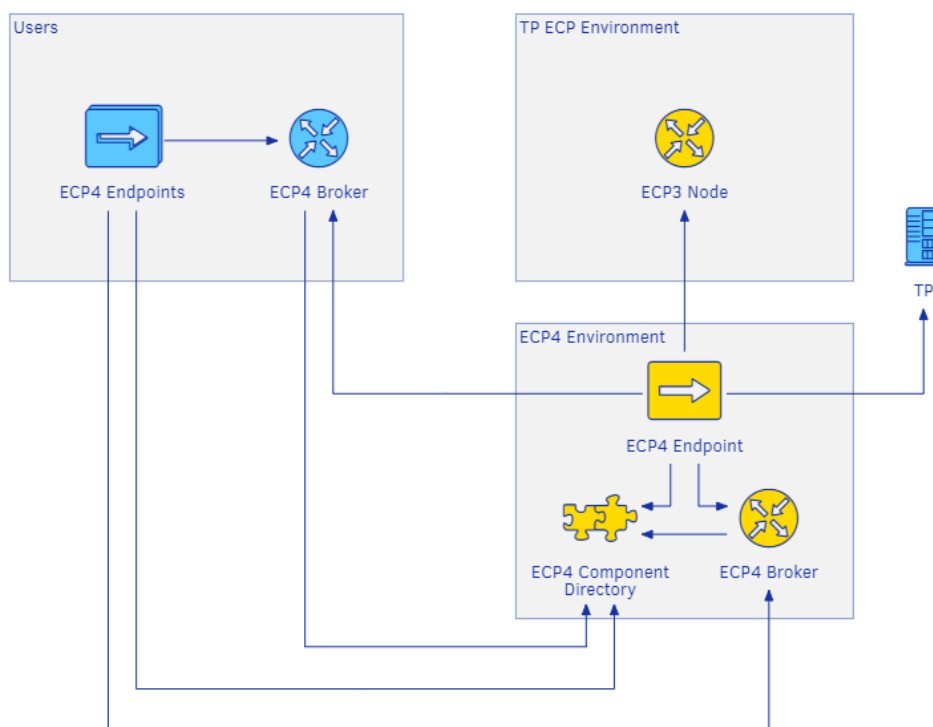 Users
TP ECP Environment
ECP4 Endpoints
ECP4 Broker
ECP3 Node
TP
ECP4 Environment
ECP4 Endpoint
ECP4 Component
Directory
ECP4 Broker